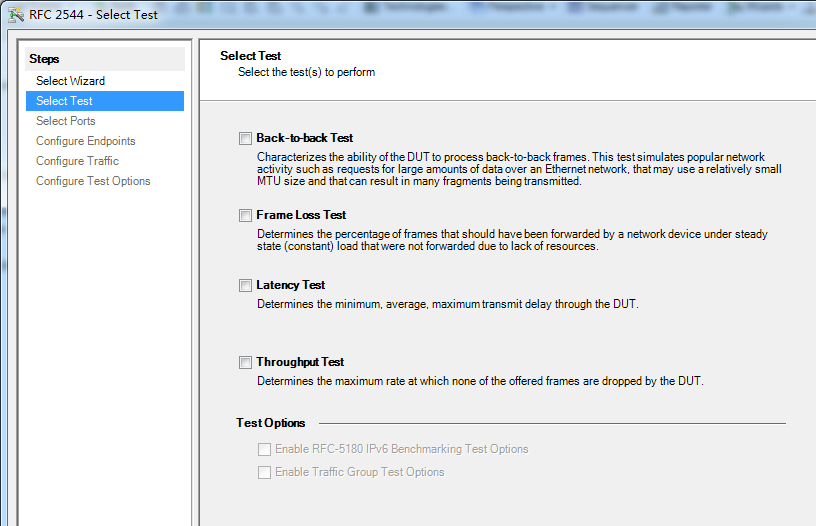 RFC 2544 - Select Test
Technologies...
Perspective
Sequencer
Reporter
Wizards
Steps
Select Wizard
Select Test
Select Ports
Configure Endpoints
Configure Traffic
Configure Test Options
Select Test
Select the test(s) to perform
Back-to-back Test
Characterizes the ability of the DUT to process back-to-back frames. This test simulates popular network
activity such as requests for large amounts of data over an Ethernet network, that may use a relatively small
MTU size and that can result in many fragments being transmitted.
Frame Loss Test
Determines the percentage of frames that should have been forwarded by a network device under steady
state (constant) load that were not forwarded due to lack of resources.
Latency Test
Determines the minimum, average, maximum transmit delay through the DUT.
Throughput Test
Determines the maximum rate at which none of the offered frames are dropped by the DUT.
Test Options
Enable RFC-5180 IPv6 Benchmarking Test Options
Enable Traffic Group Test Options